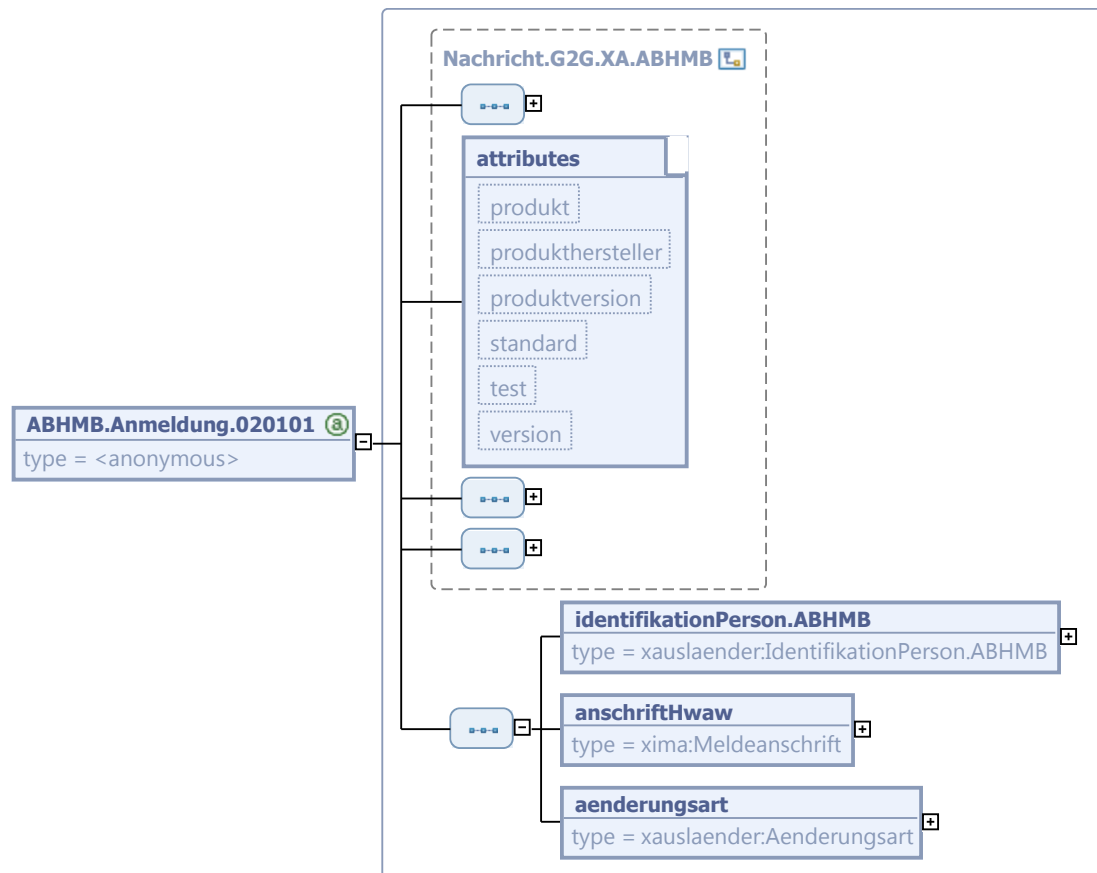 Nachricht.G2G.XA.ABHMB
attributes
produkt
produkthersteller
produktversion
standard
test
version
ABHMB.Anmeldung.020101 a
type = <anonymous>
identifikationPerson.ABHMB
type = xauslaender:IdentifikationPerson.ABHMB
anschriftHwaw
type = xima:Meldeanschrift
aenderungsart
type = xauslaender:Aenderungsart